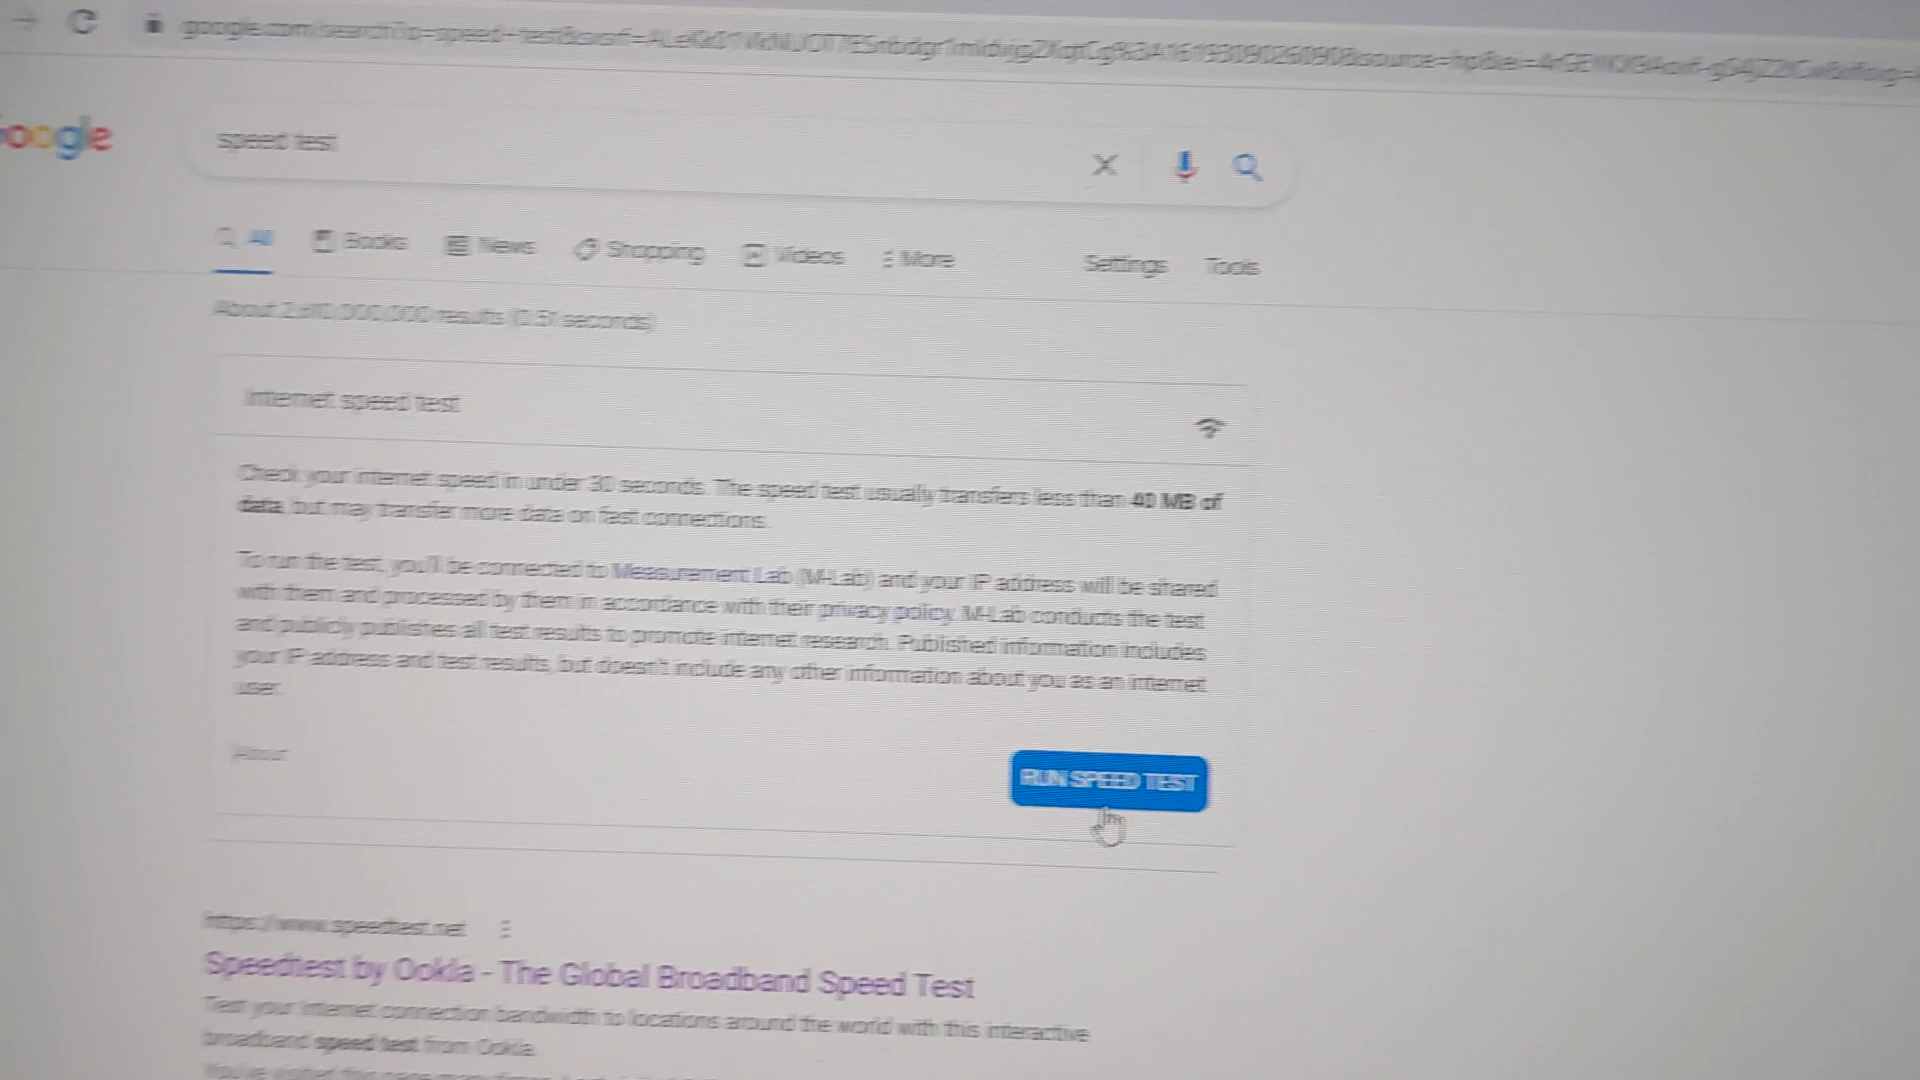 Google
speed test
All Books News Shopping Videos More Settings Tools
results seconds)
Internet speed test
Check your internet speed in under 30 seconds. The speed test usually transfers less than 40 MB of
data, but may transfer more data on fast connections.
To run the test, you'll be connected to Measurement Lab (M-Lab) and your IP address will be shared
with them and processed by them in accordance with their privacy policy. M-Lab conducts the test
and publicly publishes all test results to promote internet research. Published information includes
your IP address and test results, but doesn't include any other information about you as an internet
user.
About
RUN SPEED TEST
https://www.speedtest.net
Speedtest by Ookla - The Global Broadband Speed Test
Test your Internet connection bandwidth to locations around the world with this interactive
broadband speed test from Ookla.